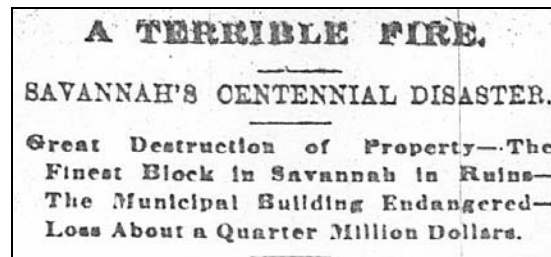 A TERRIBLE FIRE.
SAVANNAH'S CENTENNIAL DISASTER.
Great Destruction of Property—The
Finest Block in Savannah in Ruins—
The Municipal Building Endangered—
Loss About a Quarter Million Dollars.